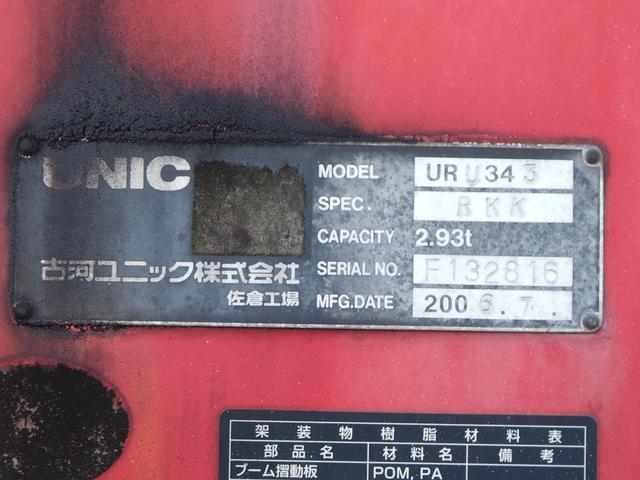 UNIC
古河ユニック株式会社
佐倉工場
MODEL URU343
SPEC. RKK
CAPACITY 2.93t
SERIAL NO. F132816
MFG.DATE 2006.7.
架装物樹脂材料表
部品名 材料名 備考
ブーム摺動板 POM, PA